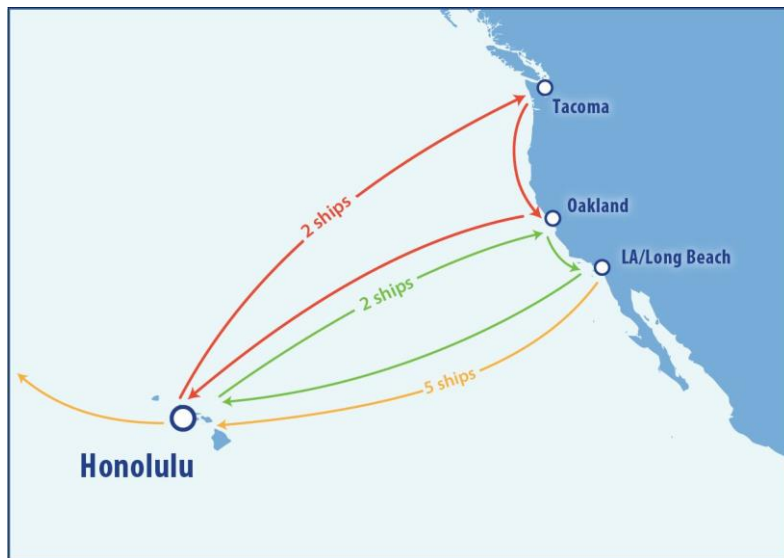 Tacoma
2 ships
Oakland
LA/Long Beach
2 ships
5 ships
Honolulu